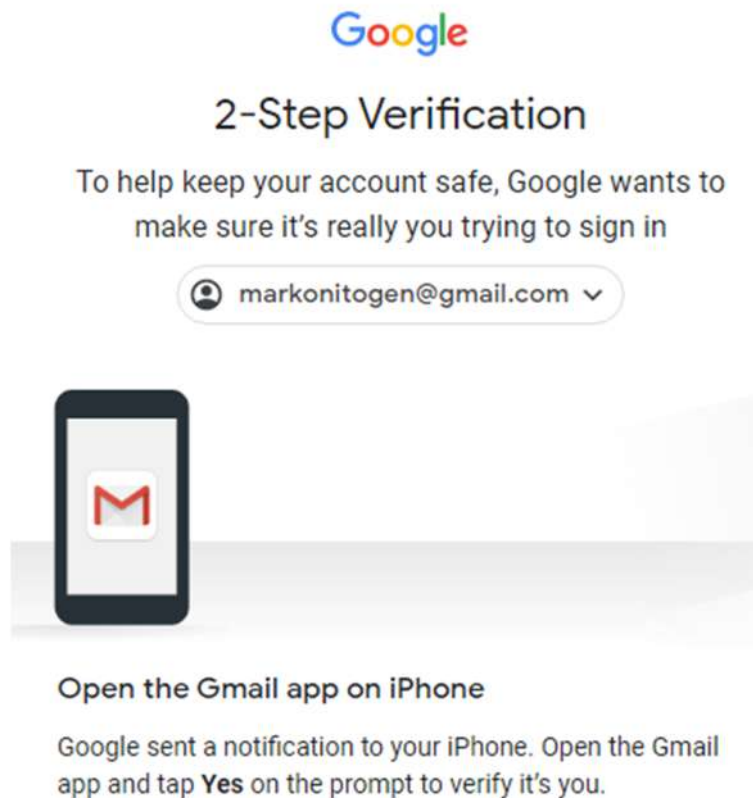 Google
2-Step Verification
To help keep your account safe, Google wants to
make sure it's really you trying to sign in
markonitogen@gmail.com
Open the Gmail app on iPhone
Google sent a notification to your iPhone. Open the Gmail
app and tap Yes on the prompt to verify it's you.